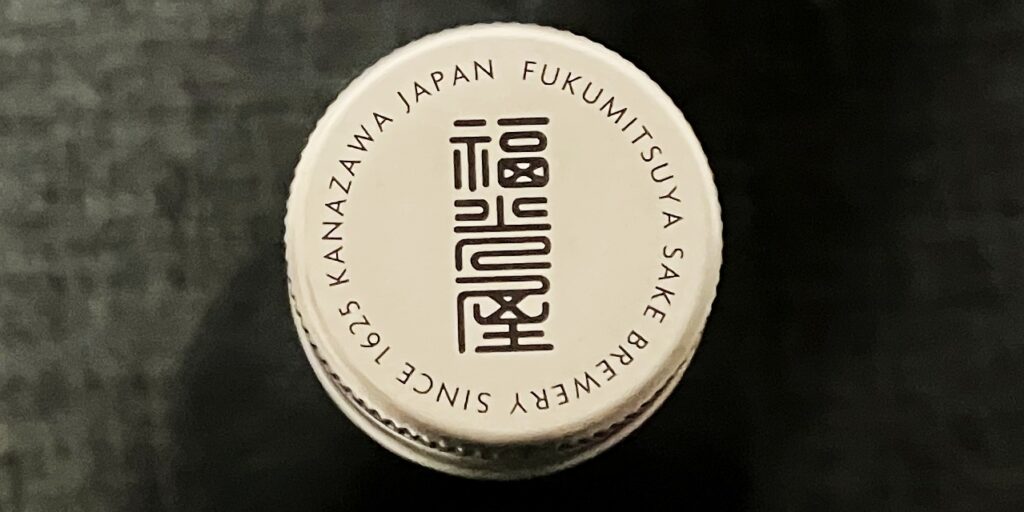 FUKUMITSUYA SAKE BREWERY SINCE 1625 KANAZAWA JAPAN
福光屋